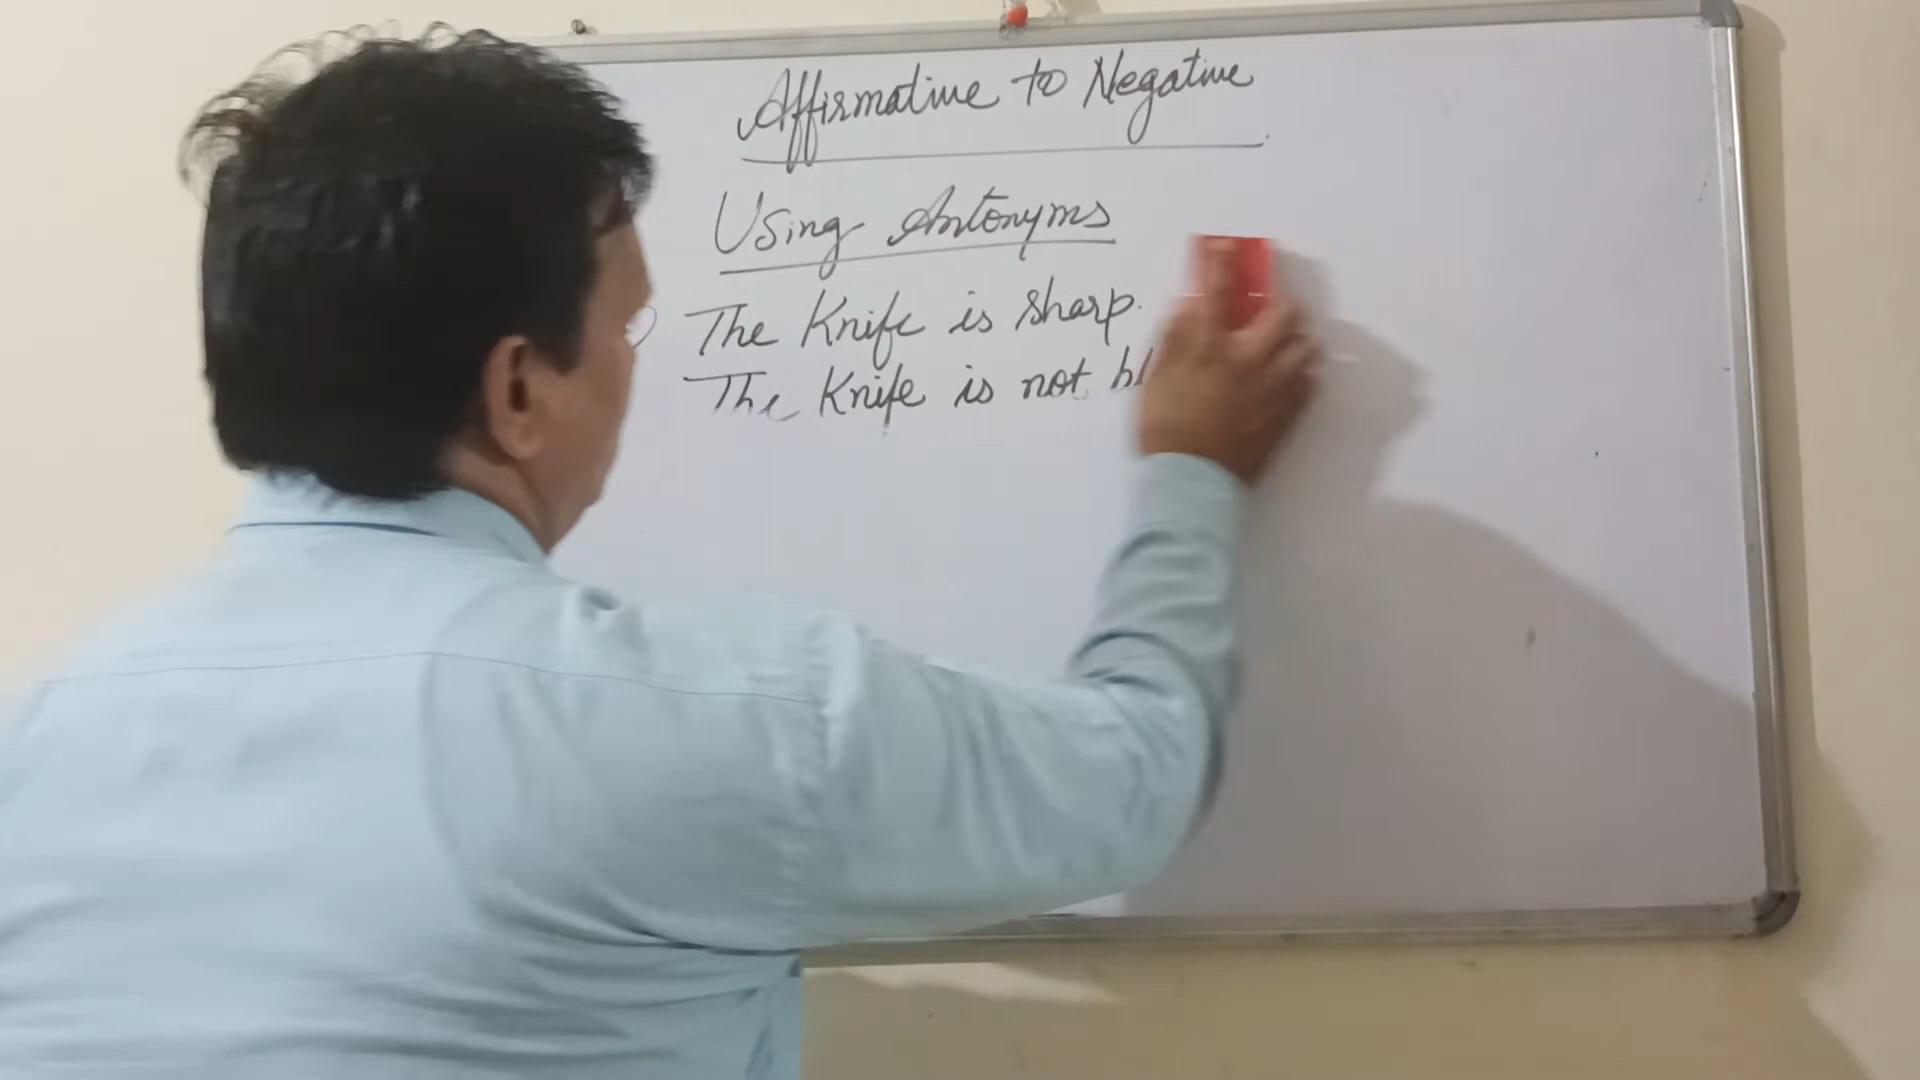 Affirmative to Negative
Using Antonyms
The Knife is sharp.
The Knife is not